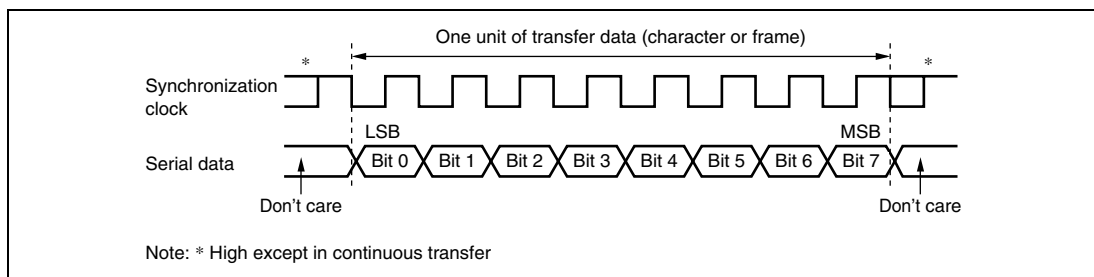 One unit of transfer data (character or frame)
* *
Synchronization
clock
LSB MSB
Serial data Bit 0 Bit 1 Bit 2 Bit 3 Bit 4 Bit 5 Bit 6 Bit 7
Don't care Don't care
Note: * High except in continuous transfer